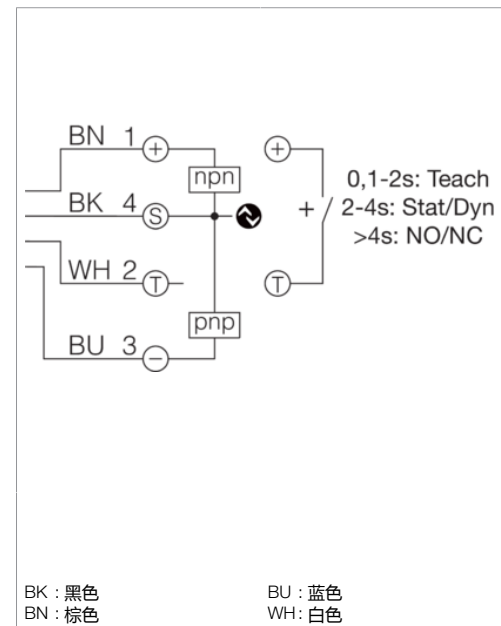 BN 1 +
npn
BK 4 S
WH 2 T
pnp
BU 3 −
+
+
T
0,1-2s: Teach
2-4s: Stat/Dyn
>4s: NO/NC
BK : 黑色
BU : 蓝色
BN : 棕色
WH : 白色